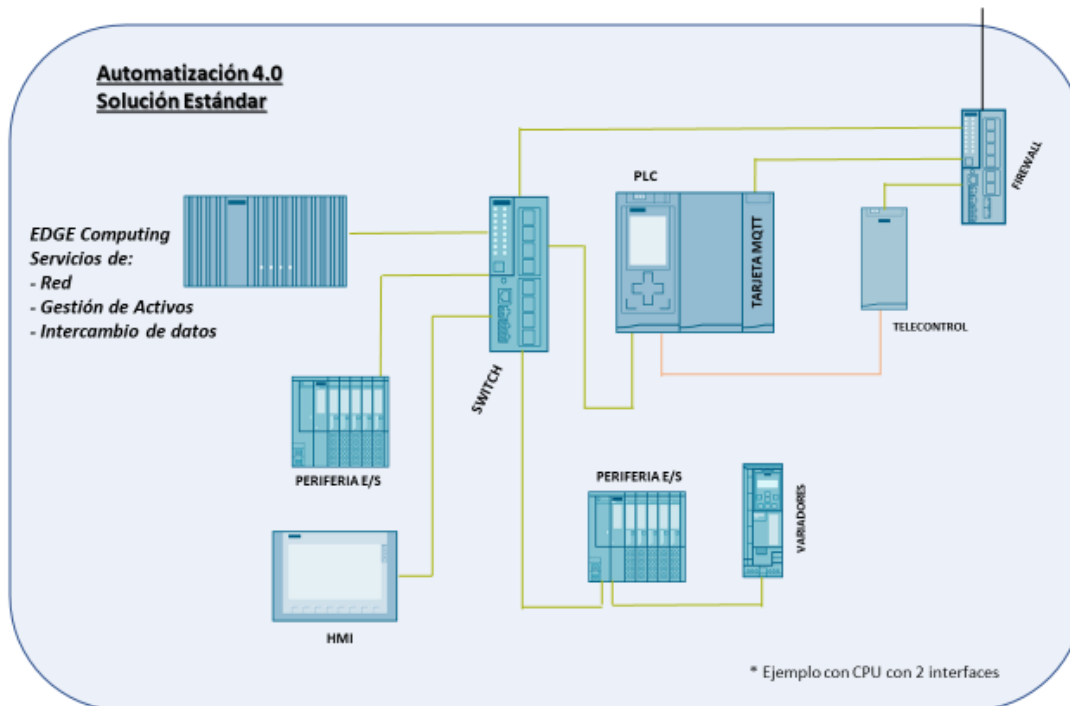 Automatización 4.0
Solución Estándar
EDGE Computing
Servicios de:
- Red
- Gestión de Activos
- Intercambio de datos
SWITCH
PLC
TARJETA MQTT
FIREWALL
TELECONTROL
PERIFERIA E/S
HMI
PERIFERIA E/S
VARIADORES
* Ejemplo con CPU con 2 interfaces